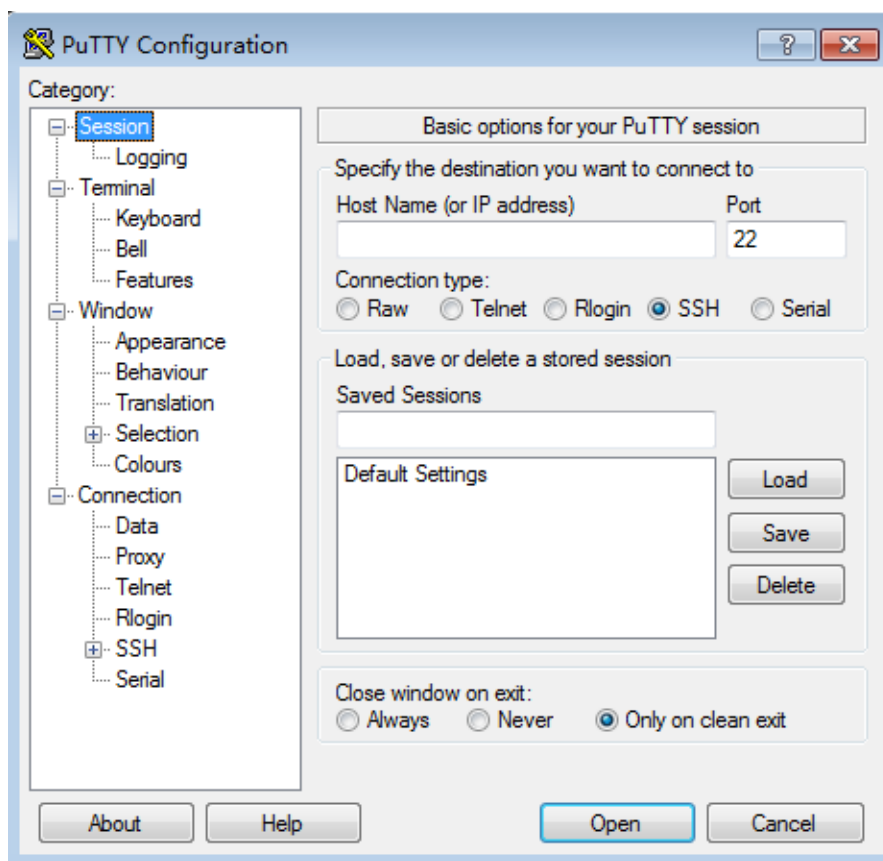 PuTTY Configuration
Category:
Session
Logging
Terminal
Keyboard
Bell
Features
Window
Appearance
Behaviour
Translation
Selection
Colours
Connection
Data
Proxy
Telnet
Rlogin
SSH
Serial
Basic options for your PuTTY session
Specify the destination you want to connect to
Host Name (or IP address) Port
22
Connection type:
Raw Telnet Rlogin SSH Serial
Load, save or delete a stored session
Saved Sessions
Default Settings
Load
Save
Delete
Close window on exit:
Always Never Only on clean exit
About Help Open Cancel